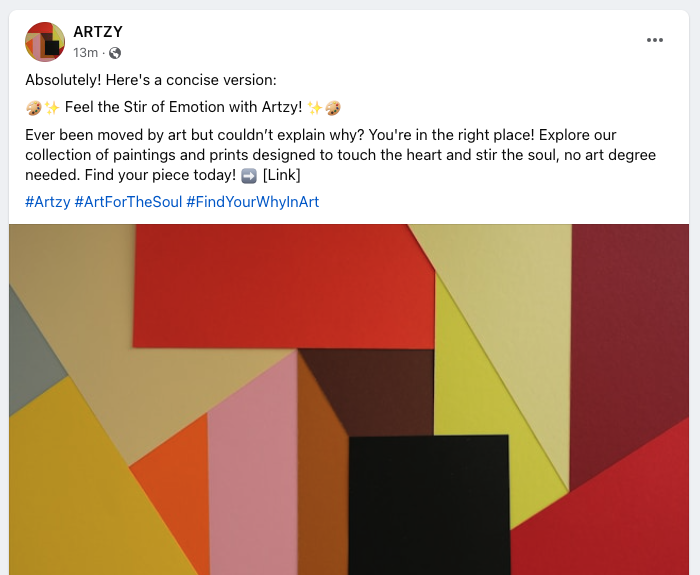 ARTZY
13m ·
Absolutely! Here's a concise version:
🎨✨ Feel the Stir of Emotion with Artzy! ✨🎨
Ever been moved by art but couldn’t explain why? You're in the right place! Explore our
collection of paintings and prints designed to touch the heart and stir the soul, no art degree
needed. Find your piece today! ➡️ [Link]
#Artzy #ArtForTheSoul #FindYourWhyInArt